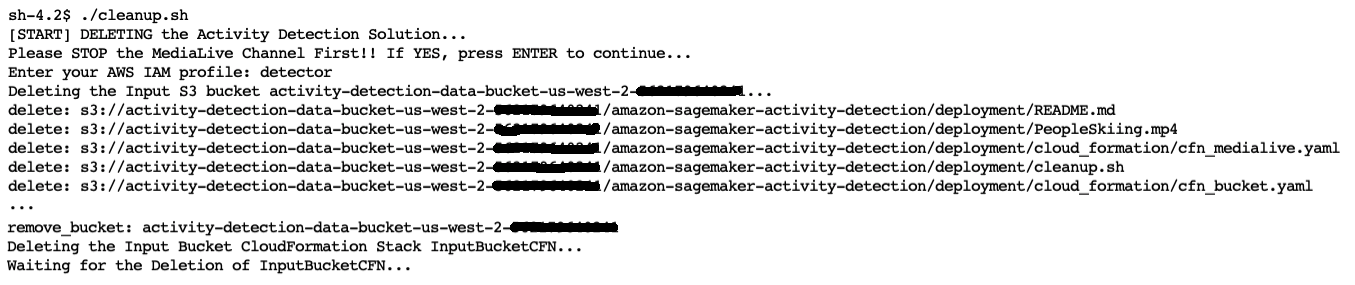 sh-4.2$ ./cleanup.sh
[START] DELETING the Activity Detection Solution...
Please STOP the MediaLive Channel First!! If YES, press ENTER to continue...
Enter your AWS IAM profile: detector
Deleting the Input S3 bucket activity-detection-data-bucket-us-west-2-...
delete: s3://activity-detection-data-bucket-us-west-2-/amazon-sagemaker-activity-detection/deployment/README.md
delete: s3://activity-detection-data-bucket-us-west-2-/amazon-sagemaker-activity-detection/deployment/PeopleSkiing.mp4
delete: s3://activity-detection-data-bucket-us-west-2-/amazon-sagemaker-activity-detection/deployment/cloud_formation/cfn_medialive.yaml
delete: s3://activity-detection-data-bucket-us-west-2-/amazon-sagemaker-activity-detection/deployment/cleanup.sh
delete: s3://activity-detection-data-bucket-us-west-2-/amazon-sagemaker-activity-detection/deployment/cloud_formation/cfn_bucket.yaml
...
remove_bucket: activity-detection-data-bucket-us-west-2-
Deleting the Input Bucket CloudFormation Stack InputBucketCFN...
Waiting for the Deletion of InputBucketCFN...